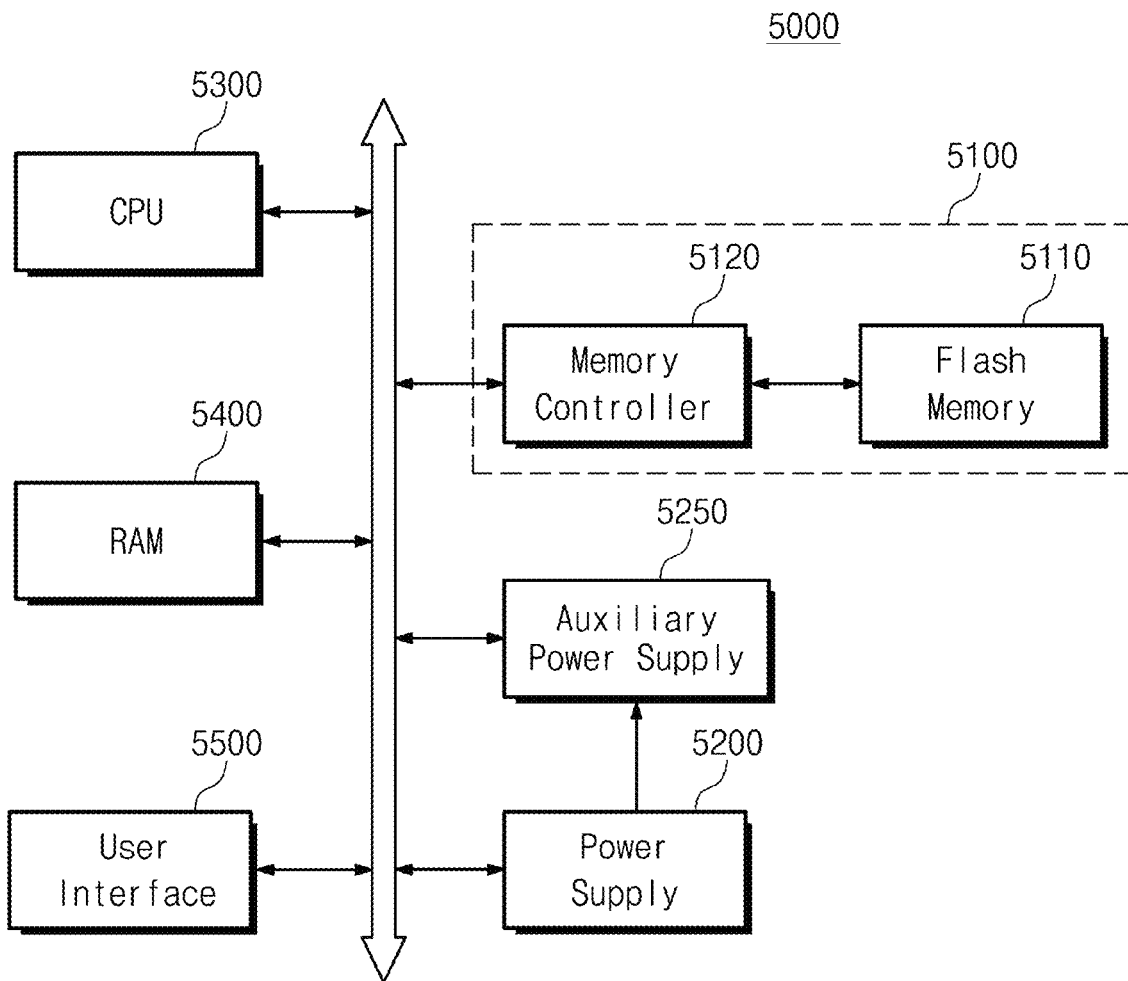 5000
5300
CPU
5100
5120
5110
Memory
Controller
Flash
Memory
5400
RAM
5250
Auxiliary
Power Supply
5500
User
Interface
5200
Power
Supply